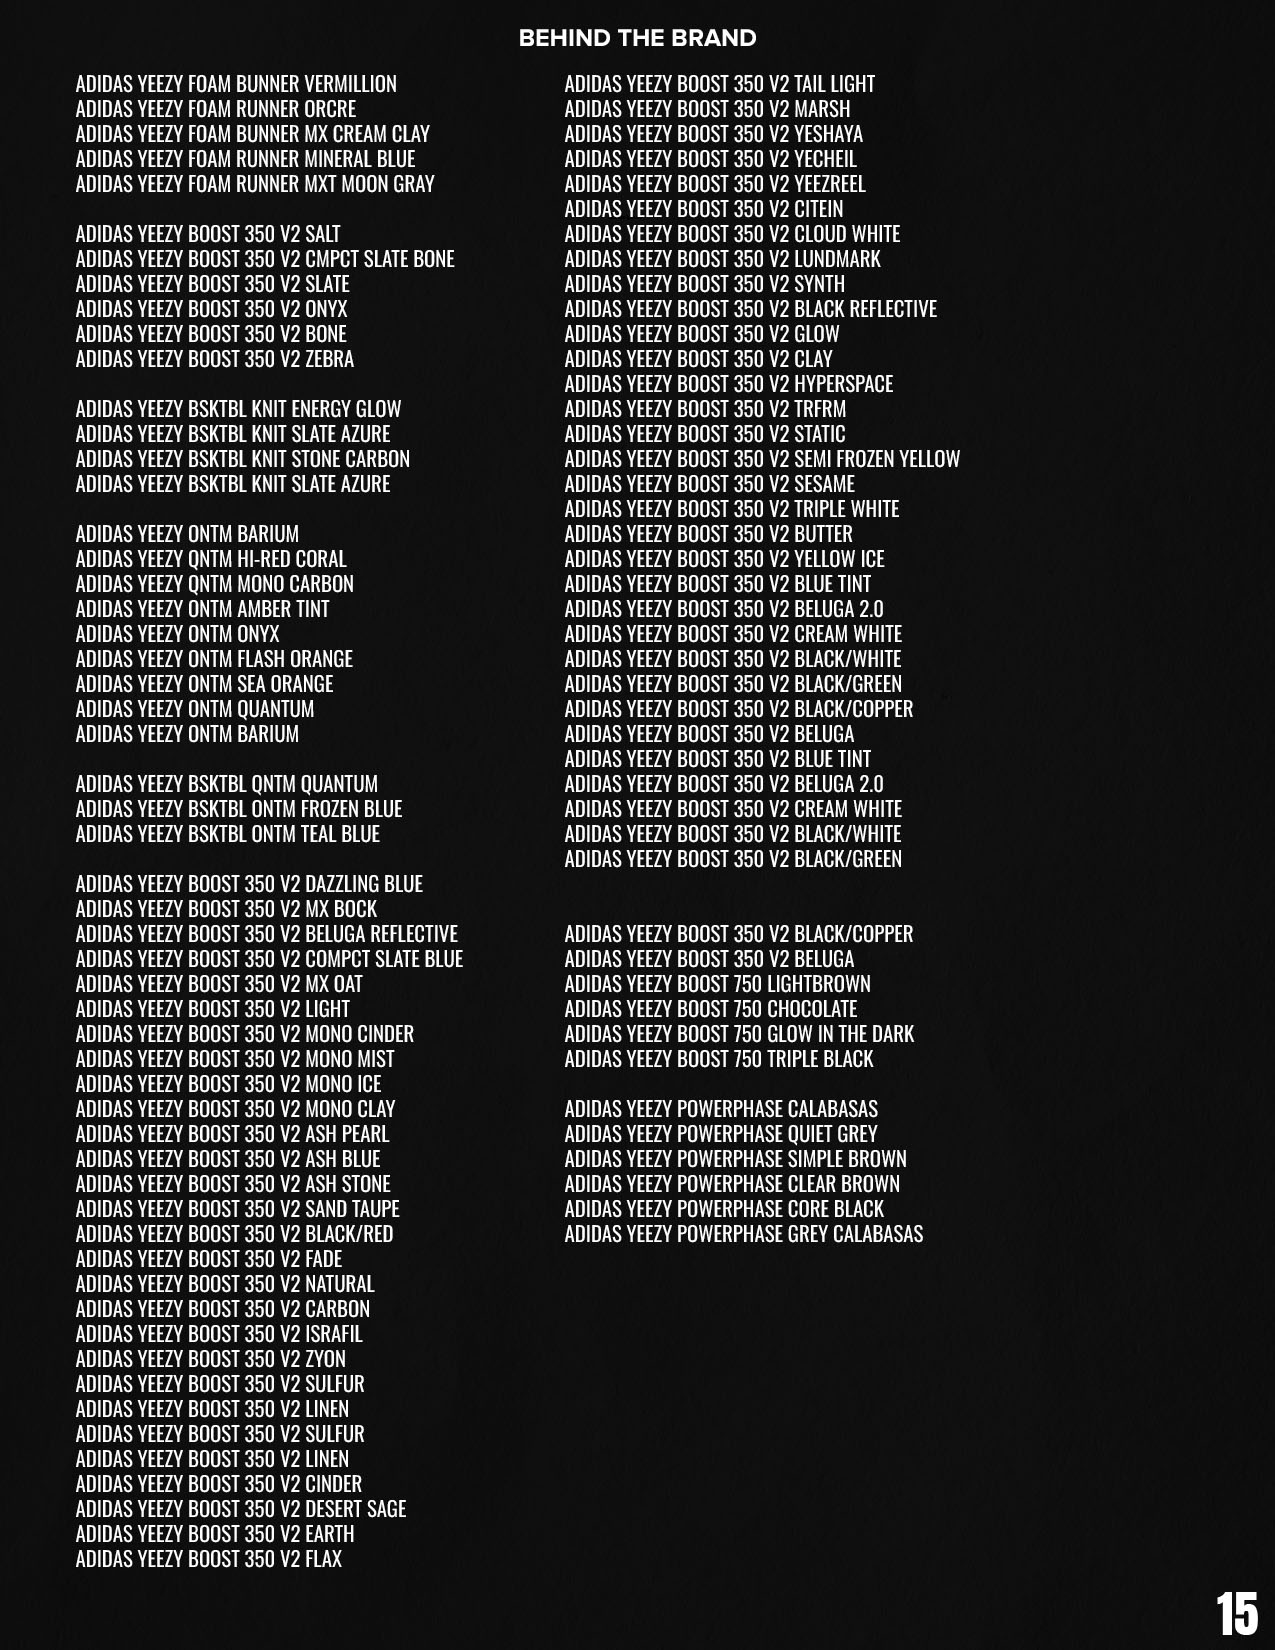 BEHIND THE BRAND
ADIDAS YEEZY FOAM BUNNER VERMILLION
ADIDAS YEEZY FOAM RUNNER ORCRE
ADIDAS YEEZY FOAM BUNNER MX CREAM CLAY
ADIDAS YEEZY FOAM RUNNER MINERAL BLUE
ADIDAS YEEZY FOAM RUNNER MXT MOON GRAY
ADIDAS YEEZY BOOST 350 V2 SALT
ADIDAS YEEZY BOOST 350 V2 CMPCT SLATE BONE
ADIDAS YEEZY BOOST 350 V2 SLATE
ADIDAS YEEZY BOOST 350 V2 ONYX
ADIDAS YEEZY BOOST 350 V2 BONE
ADIDAS YEEZY BOOST 350 V2 ZEBRA
ADIDAS YEEZY BSKTBL KNIT ENERGY GLOW
ADIDAS YEEZY BSKTBL KNIT SLATE AZURE
ADIDAS YEEZY BSKTBL KNIT STONE CARBON
ADIDAS YEEZY BSKTBL KNIT SLATE AZURE
ADIDAS YEEZY ONTM BARIUM
ADIDAS YEEZY QNTM HI-RED CORAL
ADIDAS YEEZY QNTM MONO CARBON
ADIDAS YEEZY ONTM AMBER TINT
ADIDAS YEEZY ONTM ONYX
ADIDAS YEEZY ONTM FLASH ORANGE
ADIDAS YEEZY ONTM SEA ORANGE
ADIDAS YEEZY ONTM QUANTUM
ADIDAS YEEZY ONTM BARIUM
ADIDAS YEEZY BSKTBL QNTM QUANTUM
ADIDAS YEEZY BSKTBL ONTM FROZEN BLUE
ADIDAS YEEZY BSKTBL ONTM TEAL BLUE
ADIDAS YEEZY BOOST 350 V2 DAZZLING BLUE
ADIDAS YEEZY BOOST 350 V2 MX BOCK
ADIDAS YEEZY BOOST 350 V2 BELUGA REFLECTIVE
ADIDAS YEEZY BOOST 350 V2 COMPCT SLATE BLUE
ADIDAS YEEZY BOOST 350 V2 MX OAT
ADIDAS YEEZY BOOST 350 V2 LIGHT
ADIDAS YEEZY BOOST 350 V2 MONO CINDER
ADIDAS YEEZY BOOST 350 V2 MONO MIST
ADIDAS YEEZY BOOST 350 V2 MONO ICE
ADIDAS YEEZY BOOST 350 V2 MONO CLAY
ADIDAS YEEZY BOOST 350 V2 ASH PEARL
ADIDAS YEEZY BOOST 350 V2 ASH BLUE
ADIDAS YEEZY BOOST 350 V2 ASH STONE
ADIDAS YEEZY BOOST 350 V2 SAND TAUPE
ADIDAS YEEZY BOOST 350 V2 BLACK/RED
ADIDAS YEEZY BOOST 350 V2 FADE
ADIDAS YEEZY BOOST 350 V2 NATURAL
ADIDAS YEEZY BOOST 350 V2 CARBON
ADIDAS YEEZY BOOST 350 V2 ISRAFIL
ADIDAS YEEZY BOOST 350 V2 ZYON
ADIDAS YEEZY BOOST 350 V2 SULFUR
ADIDAS YEEZY BOOST 350 V2 LINEN
ADIDAS YEEZY BOOST 350 V2 SULFUR
ADIDAS YEEZY BOOST 350 V2 LINEN
ADIDAS YEEZY BOOST 350 V2 CINDER
ADIDAS YEEZY BOOST 350 V2 DESERT SAGE
ADIDAS YEEZY BOOST 350 V2 EARTH
ADIDAS YEEZY BOOST 350 V2 FLAX
ADIDAS YEEZY BOOST 350 V2 TAIL LIGHT
ADIDAS YEEZY BOOST 350 V2 MARSH
ADIDAS YEEZY BOOST 350 V2 YESHAYA
ADIDAS YEEZY BOOST 350 V2 YECHEIL
ADIDAS YEEZY BOOST 350 V2 YEEZREEL
ADIDAS YEEZY BOOST 350 V2 CITEIN
ADIDAS YEEZY BOOST 350 V2 CLOUD WHITE
ADIDAS YEEZY BOOST 350 V2 LUNDMARK
ADIDAS YEEZY BOOST 350 V2 SYNTH
ADIDAS YEEZY BOOST 350 V2 BLACK REFLECTIVE
ADIDAS YEEZY BOOST 350 V2 GLOW
ADIDAS YEEZY BOOST 350 V2 CLAY
ADIDAS YEEZY BOOST 350 V2 HYPERSPACE
ADIDAS YEEZY BOOST 350 V2 TRFRM
ADIDAS YEEZY BOOST 350 V2 STATIC
ADIDAS YEEZY BOOST 350 V2 SEMI FROZEN YELLOW
ADIDAS YEEZY BOOST 350 V2 SESAME
ADIDAS YEEZY BOOST 350 V2 TRIPLE WHITE
ADIDAS YEEZY BOOST 350 V2 BUTTER
ADIDAS YEEZY BOOST 350 V2 YELLOW ICE
ADIDAS YEEZY BOOST 350 V2 BLUE TINT
ADIDAS YEEZY BOOST 350 V2 BELUGA 2.0
ADIDAS YEEZY BOOST 350 V2 CREAM WHITE
ADIDAS YEEZY BOOST 350 V2 BLACK/WHITE
ADIDAS YEEZY BOOST 350 V2 BLACK/GREEN
ADIDAS YEEZY BOOST 350 V2 BLACK/COPPER
ADIDAS YEEZY BOOST 350 V2 BELUGA
ADIDAS YEEZY BOOST 350 V2 BLUE TINT
ADIDAS YEEZY BOOST 350 V2 BELUGA 2.0
ADIDAS YEEZY BOOST 350 V2 CREAM WHITE
ADIDAS YEEZY BOOST 350 V2 BLACK/WHITE
ADIDAS YEEZY BOOST 350 V2 BLACK/GREEN
ADIDAS YEEZY BOOST 350 V2 BLACK/COPPER
ADIDAS YEEZY BOOST 350 V2 BELUGA
ADIDAS YEEZY BOOST 750 LIGHTBROWN
ADIDAS YEEZY BOOST 750 CHOCOLATE
ADIDAS YEEZY BOOST 750 GLOW IN THE DARK
ADIDAS YEEZY BOOST 750 TRIPLE BLACK
ADIDAS YEEZY POWERPHASE CALABASAS
ADIDAS YEEZY POWERPHASE QUIET GREY
ADIDAS YEEZY POWERPHASE SIMPLE BROWN
ADIDAS YEEZY POWERPHASE CLEAR BROWN
ADIDAS YEEZY POWERPHASE CORE BLACK
ADIDAS YEEZY POWERPHASE GREY CALABASAS
15